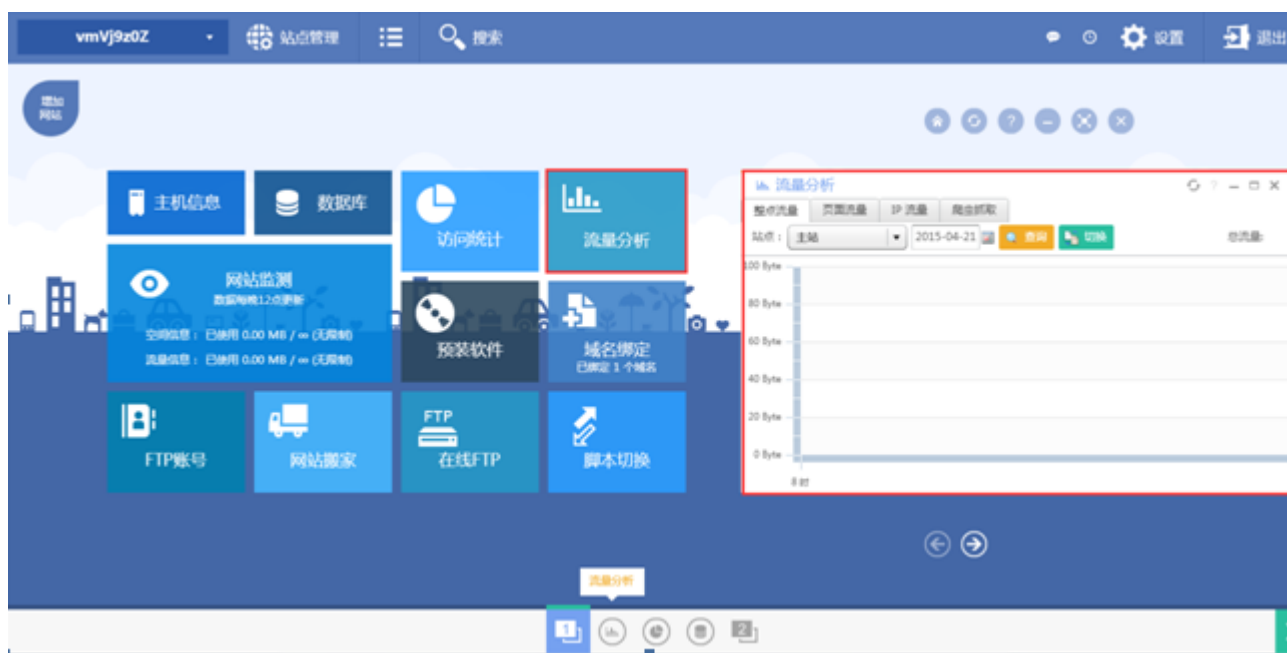 vmVj9z0Z
站点管理
搜索
设置
退出
增加
网站
主机信息
数据库
访问统计
流量分析
网站监测
数据每晚12点更新
空间信息： 已使用 0.00 MB / ∞ (无限制)
流量信息： 已使用 0.00 MB / ∞ (无限制)
预装软件
域名绑定
已绑定 1 个域名
FTP账号
网站搬家
FTP
在线FTP
脚本切换
流量分析
整点流量
页面流量
IP 流量
爬虫抓取
站点： 主站
2015-04-21
查询
切换
总流量:
100 Byte
80 Byte
60 Byte
40 Byte
20 Byte
0 Byte
8 时
流量分析
1
2